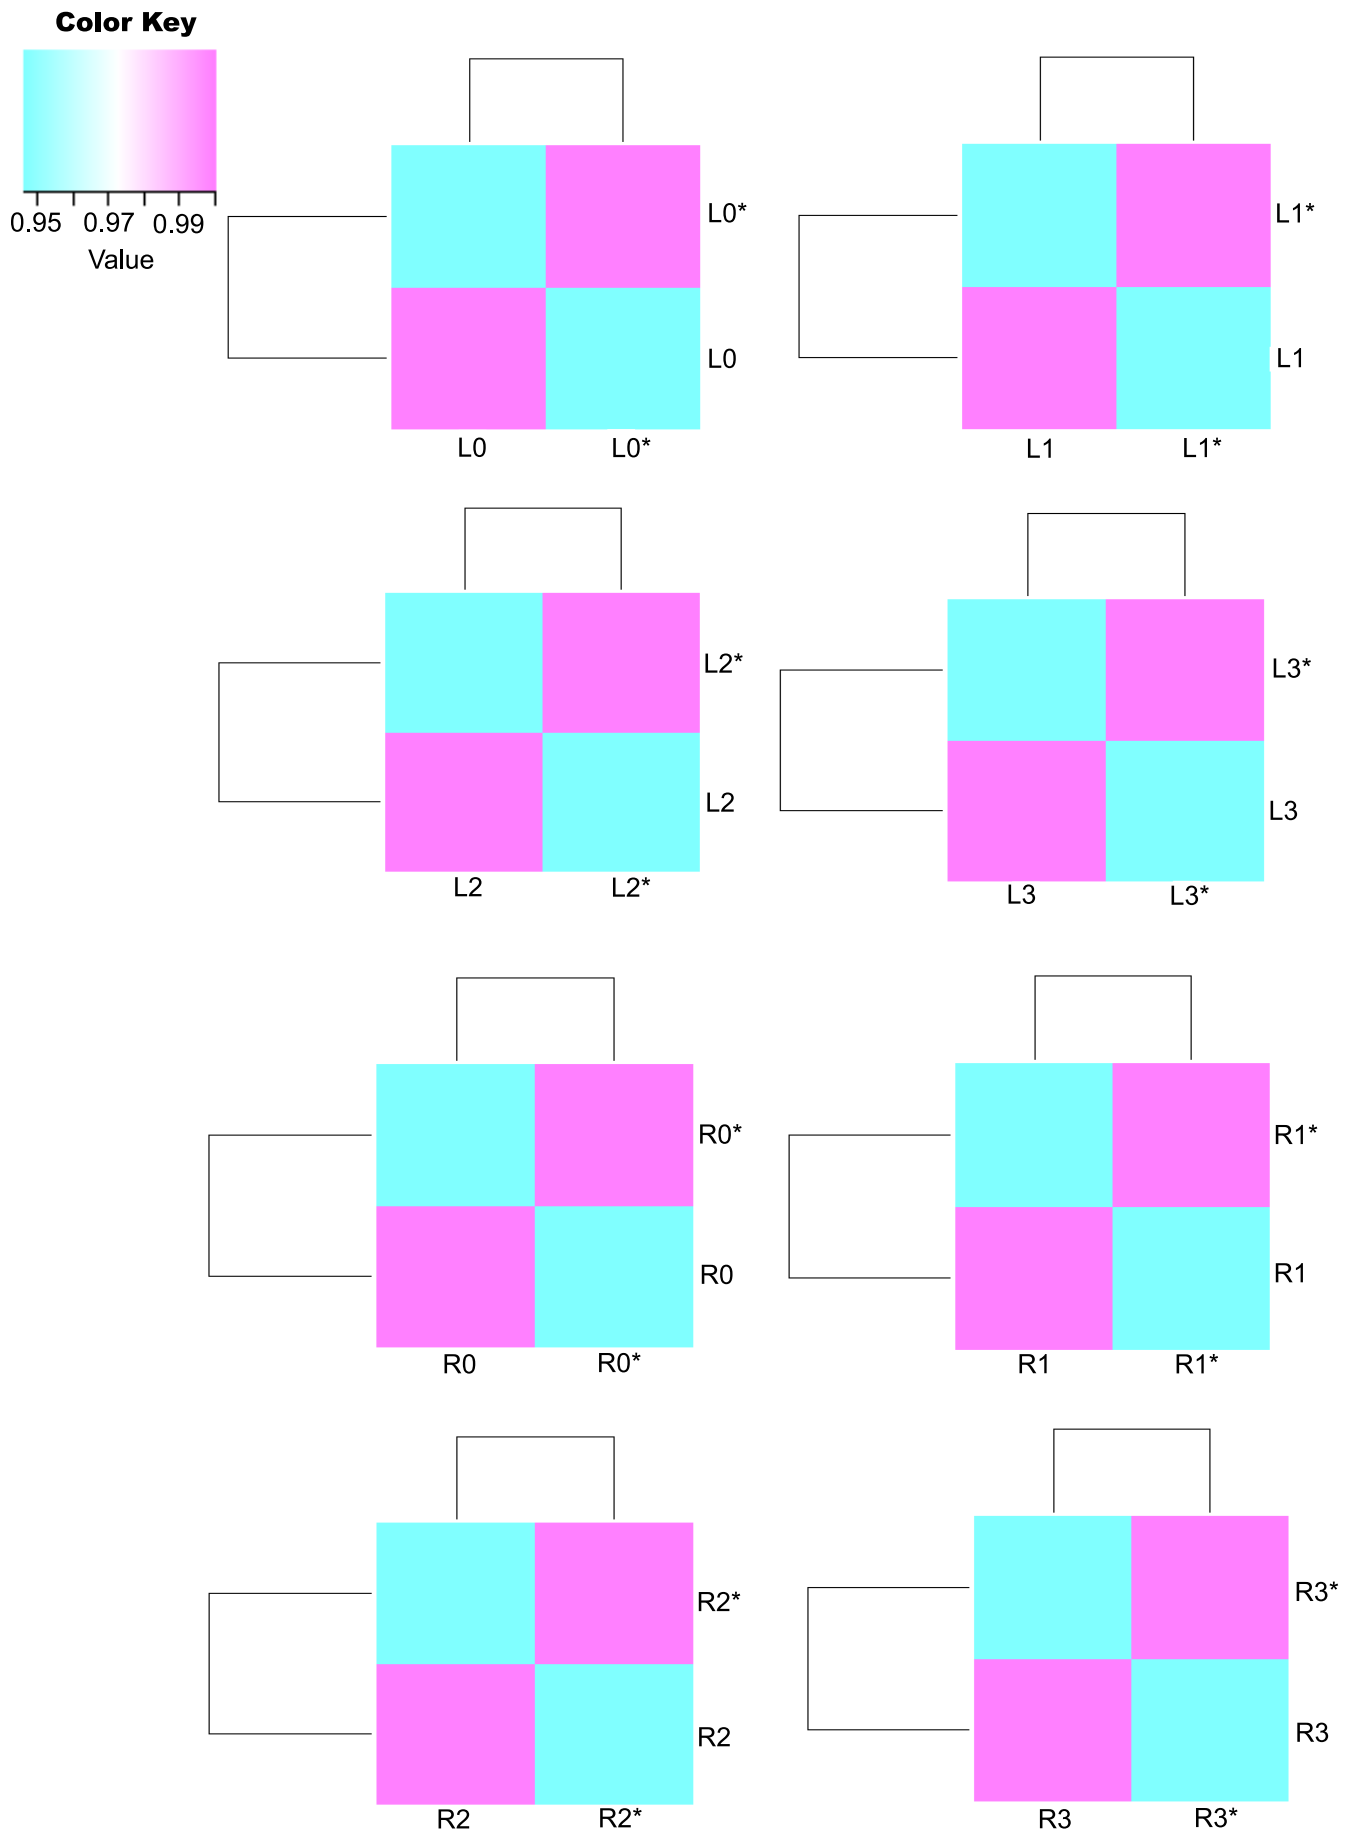 Color Key
0.95 0.97 0.99
Value
L0*
L0
L0 L0*
L1*
L1
L1 L1*
L2*
L2
L2 L2*
L3*
L3
L3 L3*
R0*
R0
R0 R0*
R1*
R1
R1 R1*
R2*
R2
R2 R2*
R3*
R3
R3 R3*